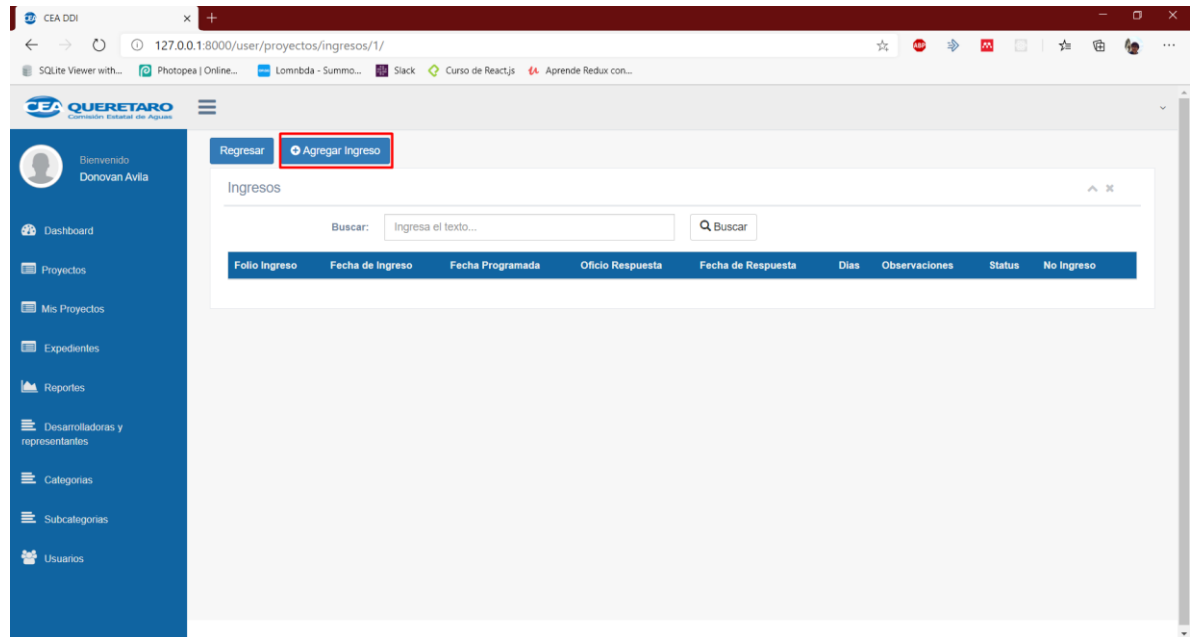 CEA DDI
127.0.0.1:8000/user/proyectos/ingresos/1/
ABP
SQLite Viewer with... Photopea | Online... Lomnbda - Summo... Slack Curso de React.js Aprende Redux con...
CEA QUERETARO
Comisión Estatal de Aguas
Bienvenido
Donovan Avila
Dashboard
Proyectos
Mis Proyectos
Expedientes
Reportes
Desarrolladoras y
representantes
Categorias
Subcategorias
Usuarios
Regresar Agregar Ingreso
Ingresos
Buscar: Ingresa el texto... Buscar
Folio Ingreso Fecha de Ingreso Fecha Programada Oficio Respuesta Fecha de Respuesta Dias Observaciones Status No Ingreso